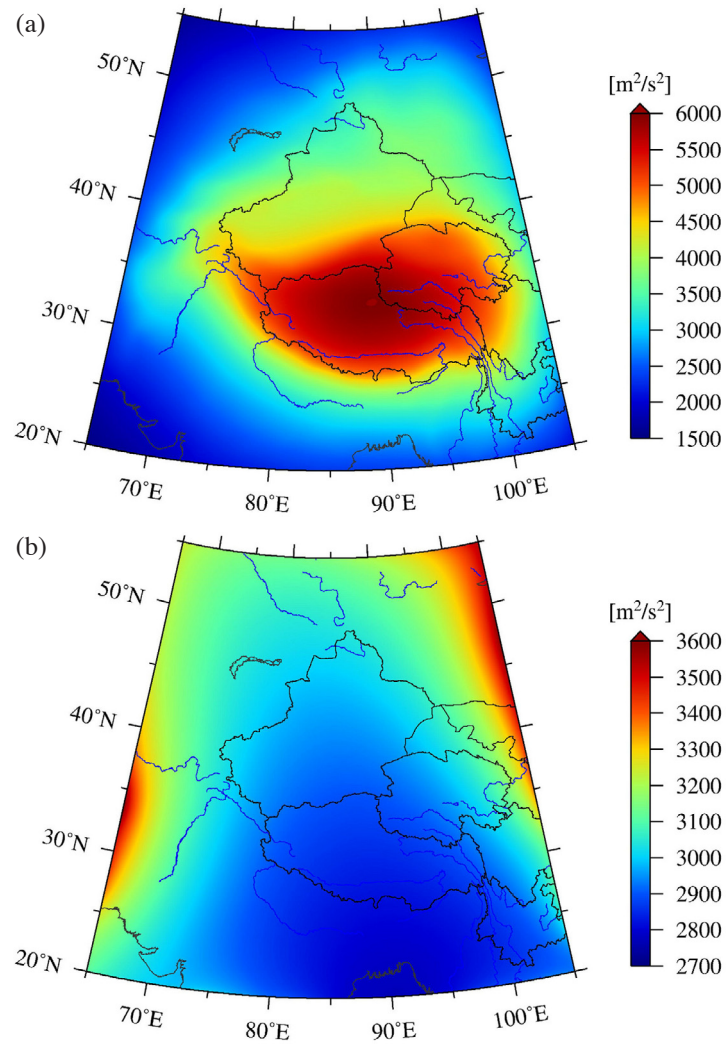 (a)
50°N
40°N
30°N
20°N
70°E
80°E
90°E
100°E
[m²/s²]
6000
5500
5000
4500
4000
3500
3000
2500
2000
1500
(b)
50°N
40°N
30°N
20°N
70°E
80°E
90°E
100°E
[m²/s²]
3600
3500
3400
3300
3200
3100
3000
2900
2800
2700